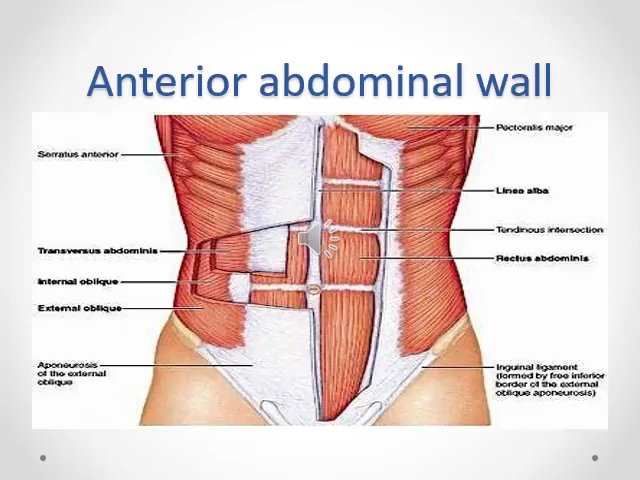 Anterior abdominal wall
Serratus anterior
Transversus abdominis
Internal oblique
External oblique
Aponeurosis
of the external
oblique
Pectoralis major
Linea alba
Tendinous intersection
Rectus abdominis
Inguinal ligament
(formed by free inferior
border of the external
oblique aponeurosis)